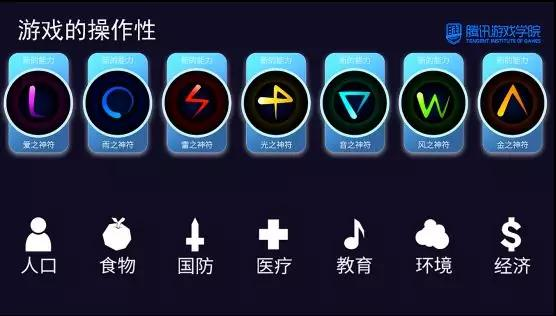 游戏的操作性
腾讯游戏学院
TENCENT INSTITUTE OF GAMES
新的能力 新的能力 新的能力 新的能力 新的能力 新的能力 新的能力
爱之神符 雨之神符 雷之神符 光之神符 音之神符 风之神符 金之神符
人口 食物 国防 医疗 教育 环境 经济